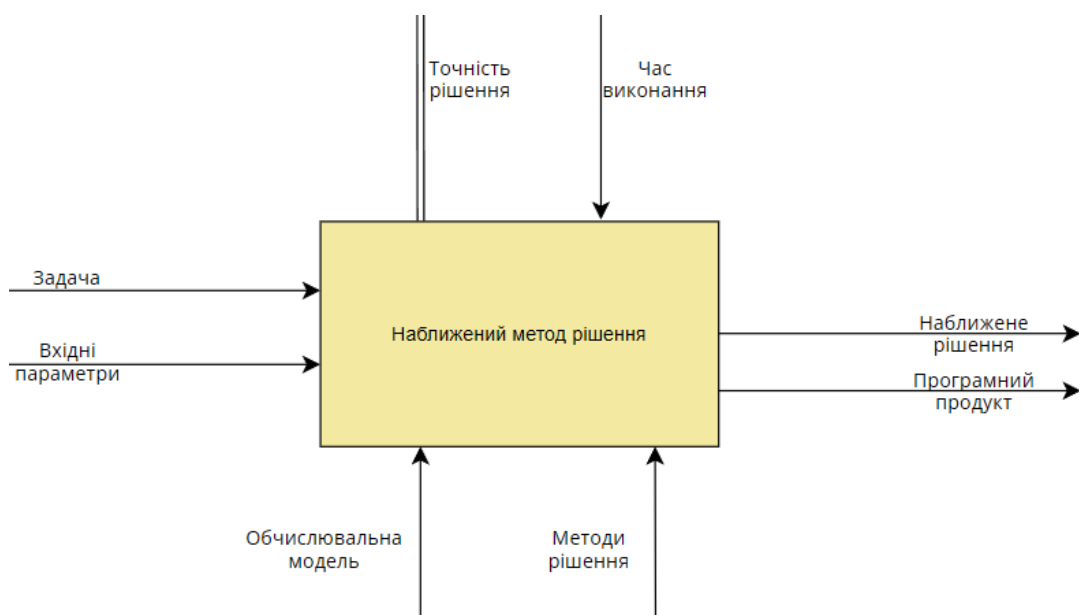 Точність
рішення
Час
виконання
Задача
Вхідні
параметри
Наближений метод рішення
Наближене
рішення
Програмний
продукт
Обчислювальна
модель
Методи
рішення